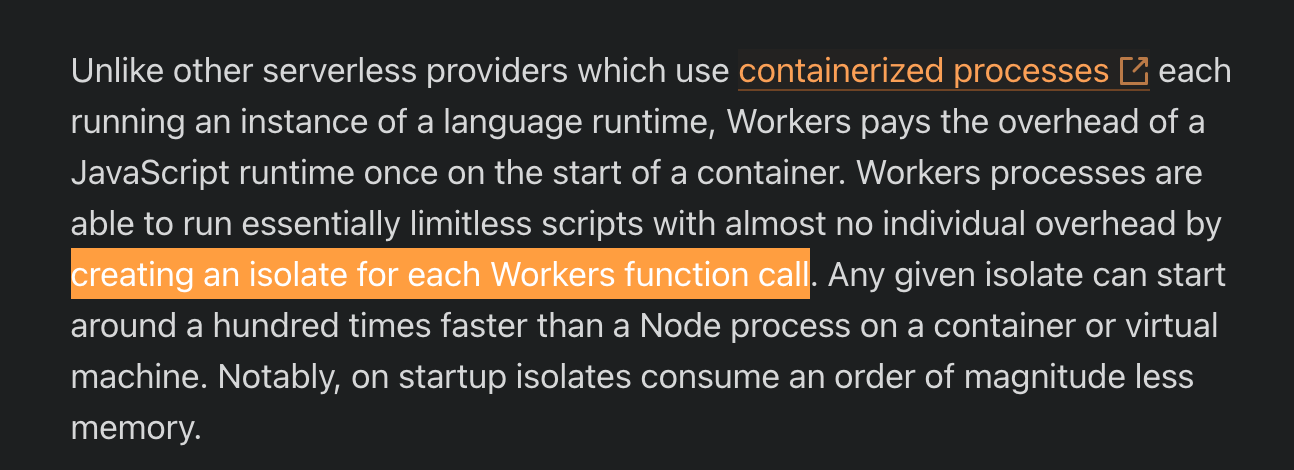 Unlike other serverless providers which use containerized processes each
running an instance of a language runtime, Workers pays the overhead of a
JavaScript runtime once on the start of a container. Workers processes are
able to run essentially limitless scripts with almost no individual overhead by
creating an isolate for each Workers function call. Any given isolate can start
around a hundred times faster than a Node process on a container or virtual
machine. Notably, on startup isolates consume an order of magnitude less
memory.